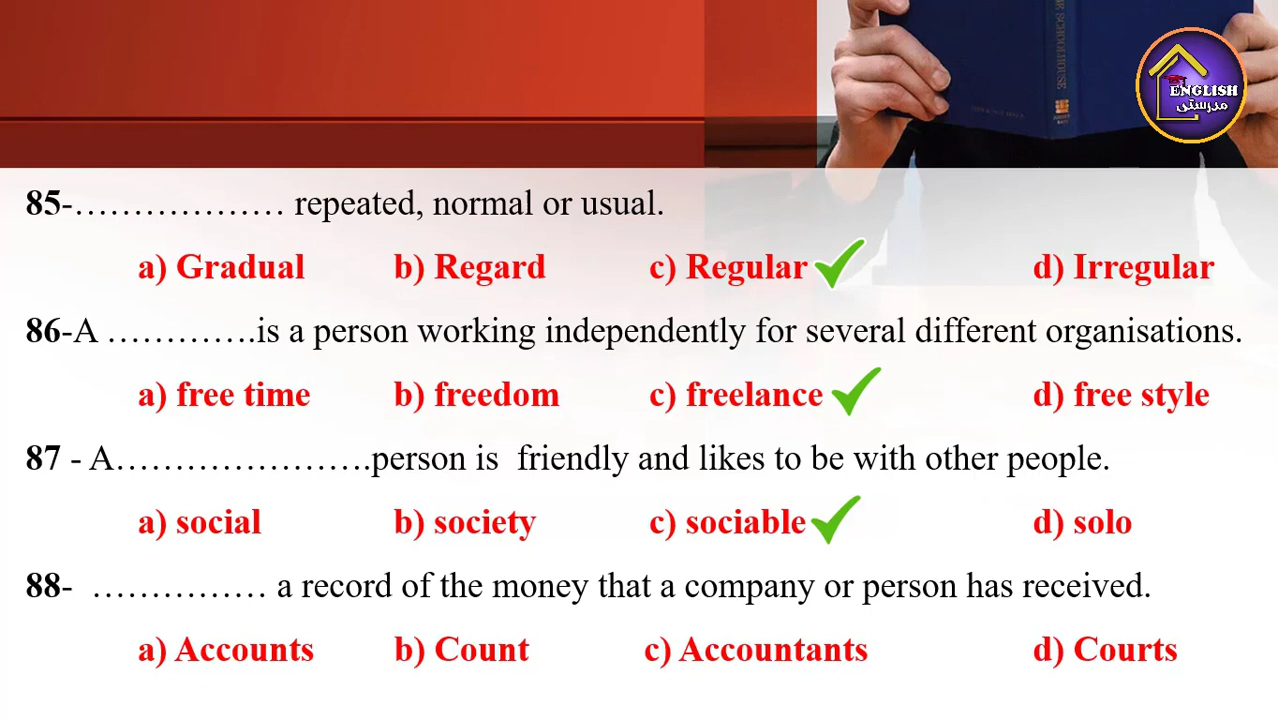 ENGLISH
مدرستي
85-……………… repeated, normal or usual.
a) Gradual b) Regard c) Regular d) Irregular
86-A ………….is a person working independently for several different organisations.
a) free time b) freedom c) freelance d) free style
87 - A………………….person is friendly and likes to be with other people.
a) social b) society c) sociable d) solo
88- …………… a record of the money that a company or person has received.
a) Accounts b) Count c) Accountants d) Courts